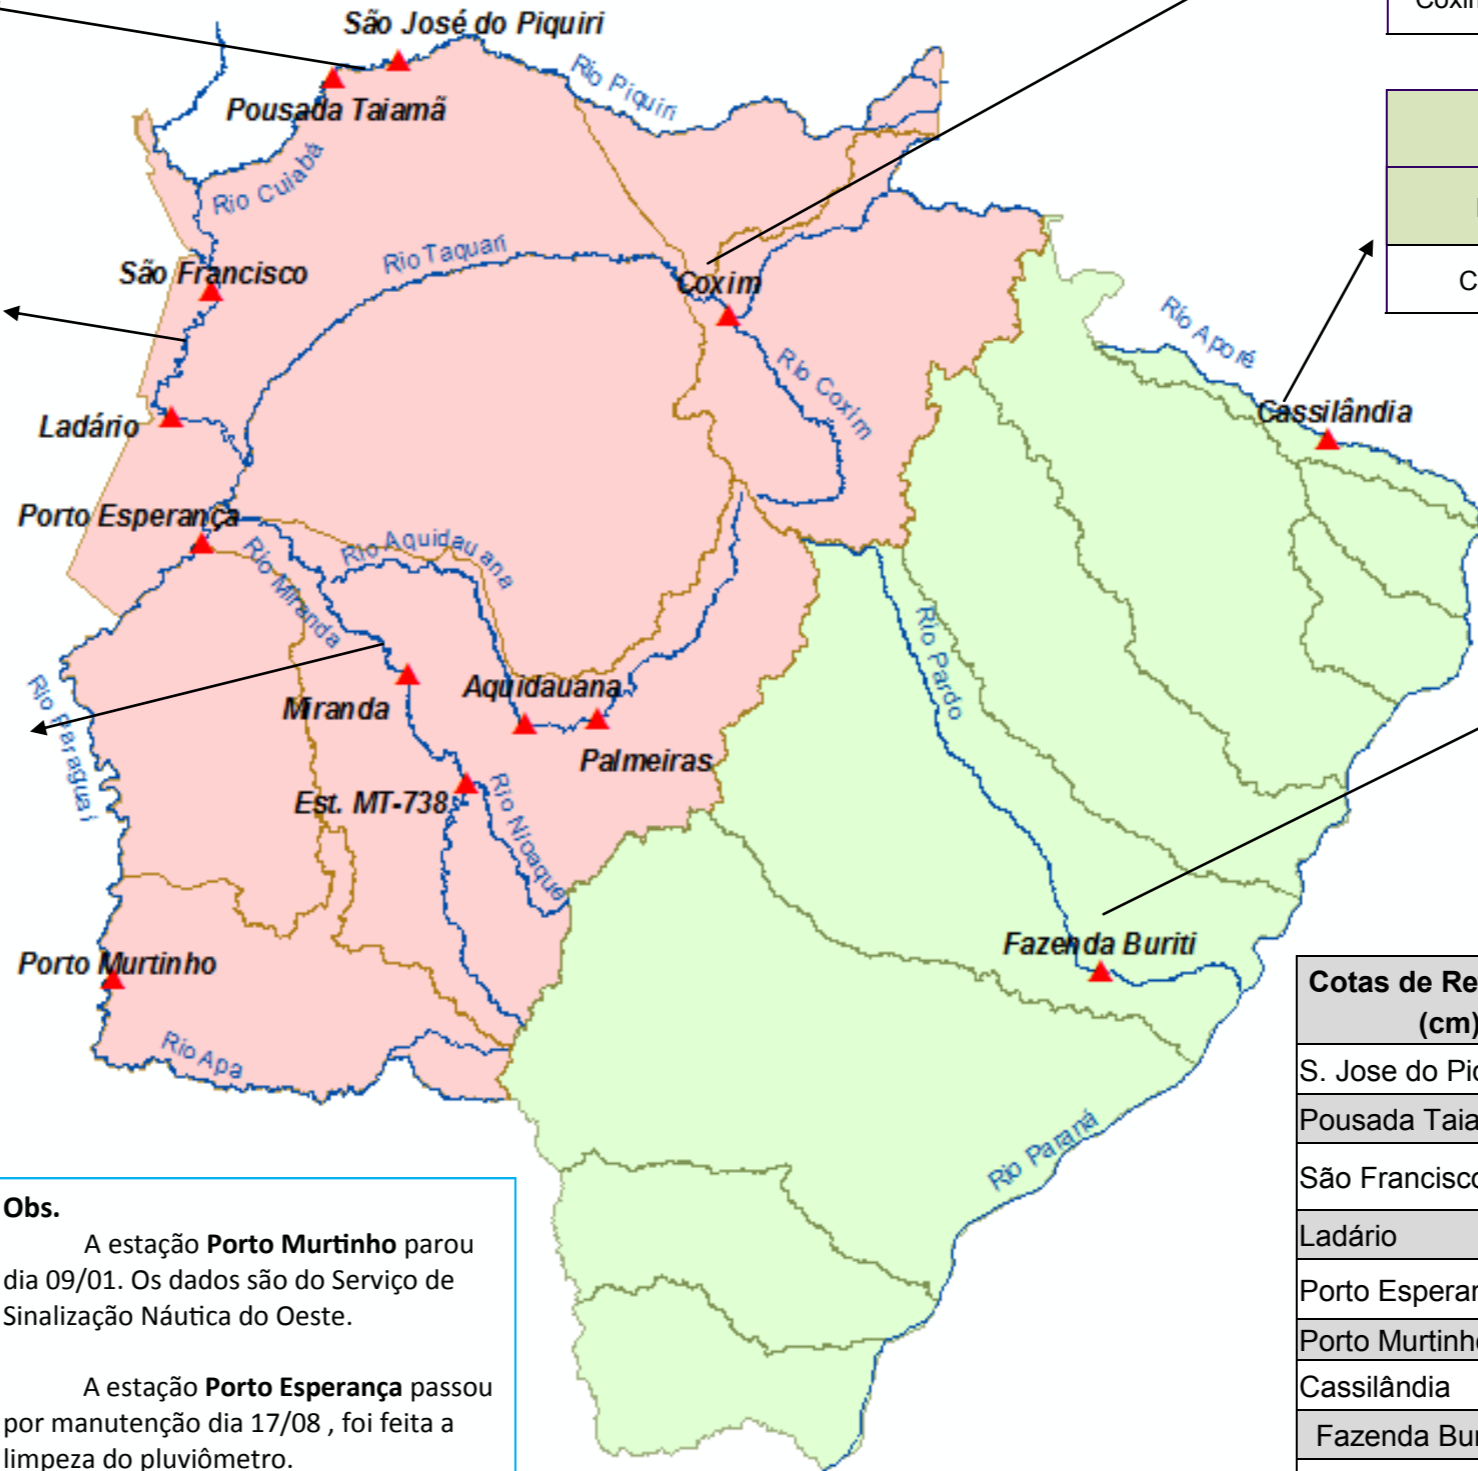 São José do Piquiri
Coxim
Rio Piquiri
Pousada Taiamã
Rio Cuiabá
Rio Taquari
São Francisco
Coxim
Rio Aporé
Rio Coxim
Cassilândia
Ladário
Porto Esperança
Rio Aquidauana
Rio Miranda
Rio Pardo
Rio Paraguai
Miranda
Aquidauana
Palmeiras
Est. MT-738
Rio Nioaque
Fazenda Buriti
Porto Murtinho
Rio Apa
Rio Paraná
Cotas de Re
(cm)
S. Jose do Pi
Pousada Taia
São Francisco
Ladário
Porto Esperan
Porto Murtinho
Cassilândia
Fazenda Bur
Obs.
A estação Porto Murtinho parou
dia 09/01. Os dados são do Serviço de
Sinalização Náutica do Oeste.
A estação Porto Esperança passou
por manutenção dia 17/08 , foi feita a
limpeza do pluviômetro.